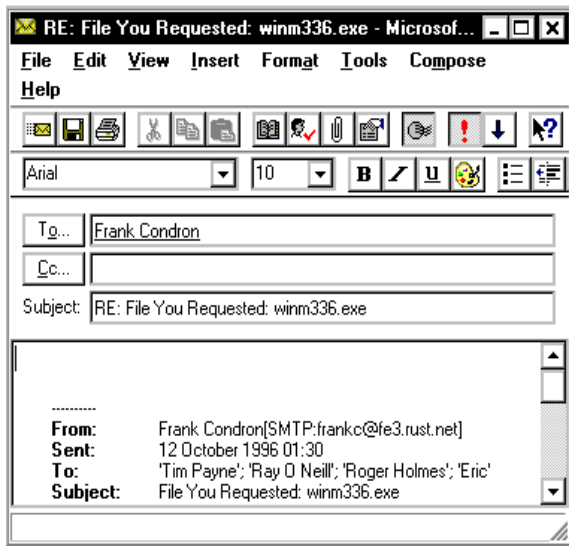 RE: File You Requested: winm336.exe - Microsof...
File Edit View Insert Format Tools Compose
Help
Arial 10 B I U
To... Frank Condron
Cc...
Subject: RE: File You Requested: winm336.exe
----------
From: Frank Condron[SMTP:frankc@fe3.rust.net]
Sent: 12 October 1996 01:30
To: 'Tim Payne'; 'Ray O Neill'; 'Roger Holmes'; 'Eric'
Subject: File You Requested: winm336.exe